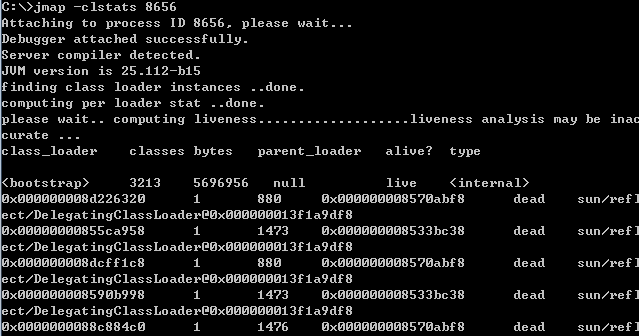 C:\>jmap -clstats 8656
Attaching to process ID 8656, please wait...
Debugger attached successfully.
Server compiler detected.
JVM version is 25.112-b15
finding class loader instances ..done.
computing per loader stat ..done.
please wait.. computing liveness...................liveness analysis may be inac
curate ...
class_loader classes bytes parent_loader alive? type
<bootstrap> 3213 5696956 null live <internal>
0x000000008d226320 1 880 0x000000008570abf8 dead sun/refl
ect/DelegatingClassLoader@0x000000013f1a9df8
0x00000000855ca958 1 1473 0x000000008533bc38 dead sun/refl
ect/DelegatingClassLoader@0x000000013f1a9df8
0x000000008dcff1c8 1 880 0x000000008570abf8 dead sun/refl
ect/DelegatingClassLoader@0x000000013f1a9df8
0x000000008590b998 1 1473 0x000000008533bc38 dead sun/refl
ect/DelegatingClassLoader@0x000000013f1a9df8
0x0000000088c884c0 1 1476 0x000000008570abf8 dead sun/refl